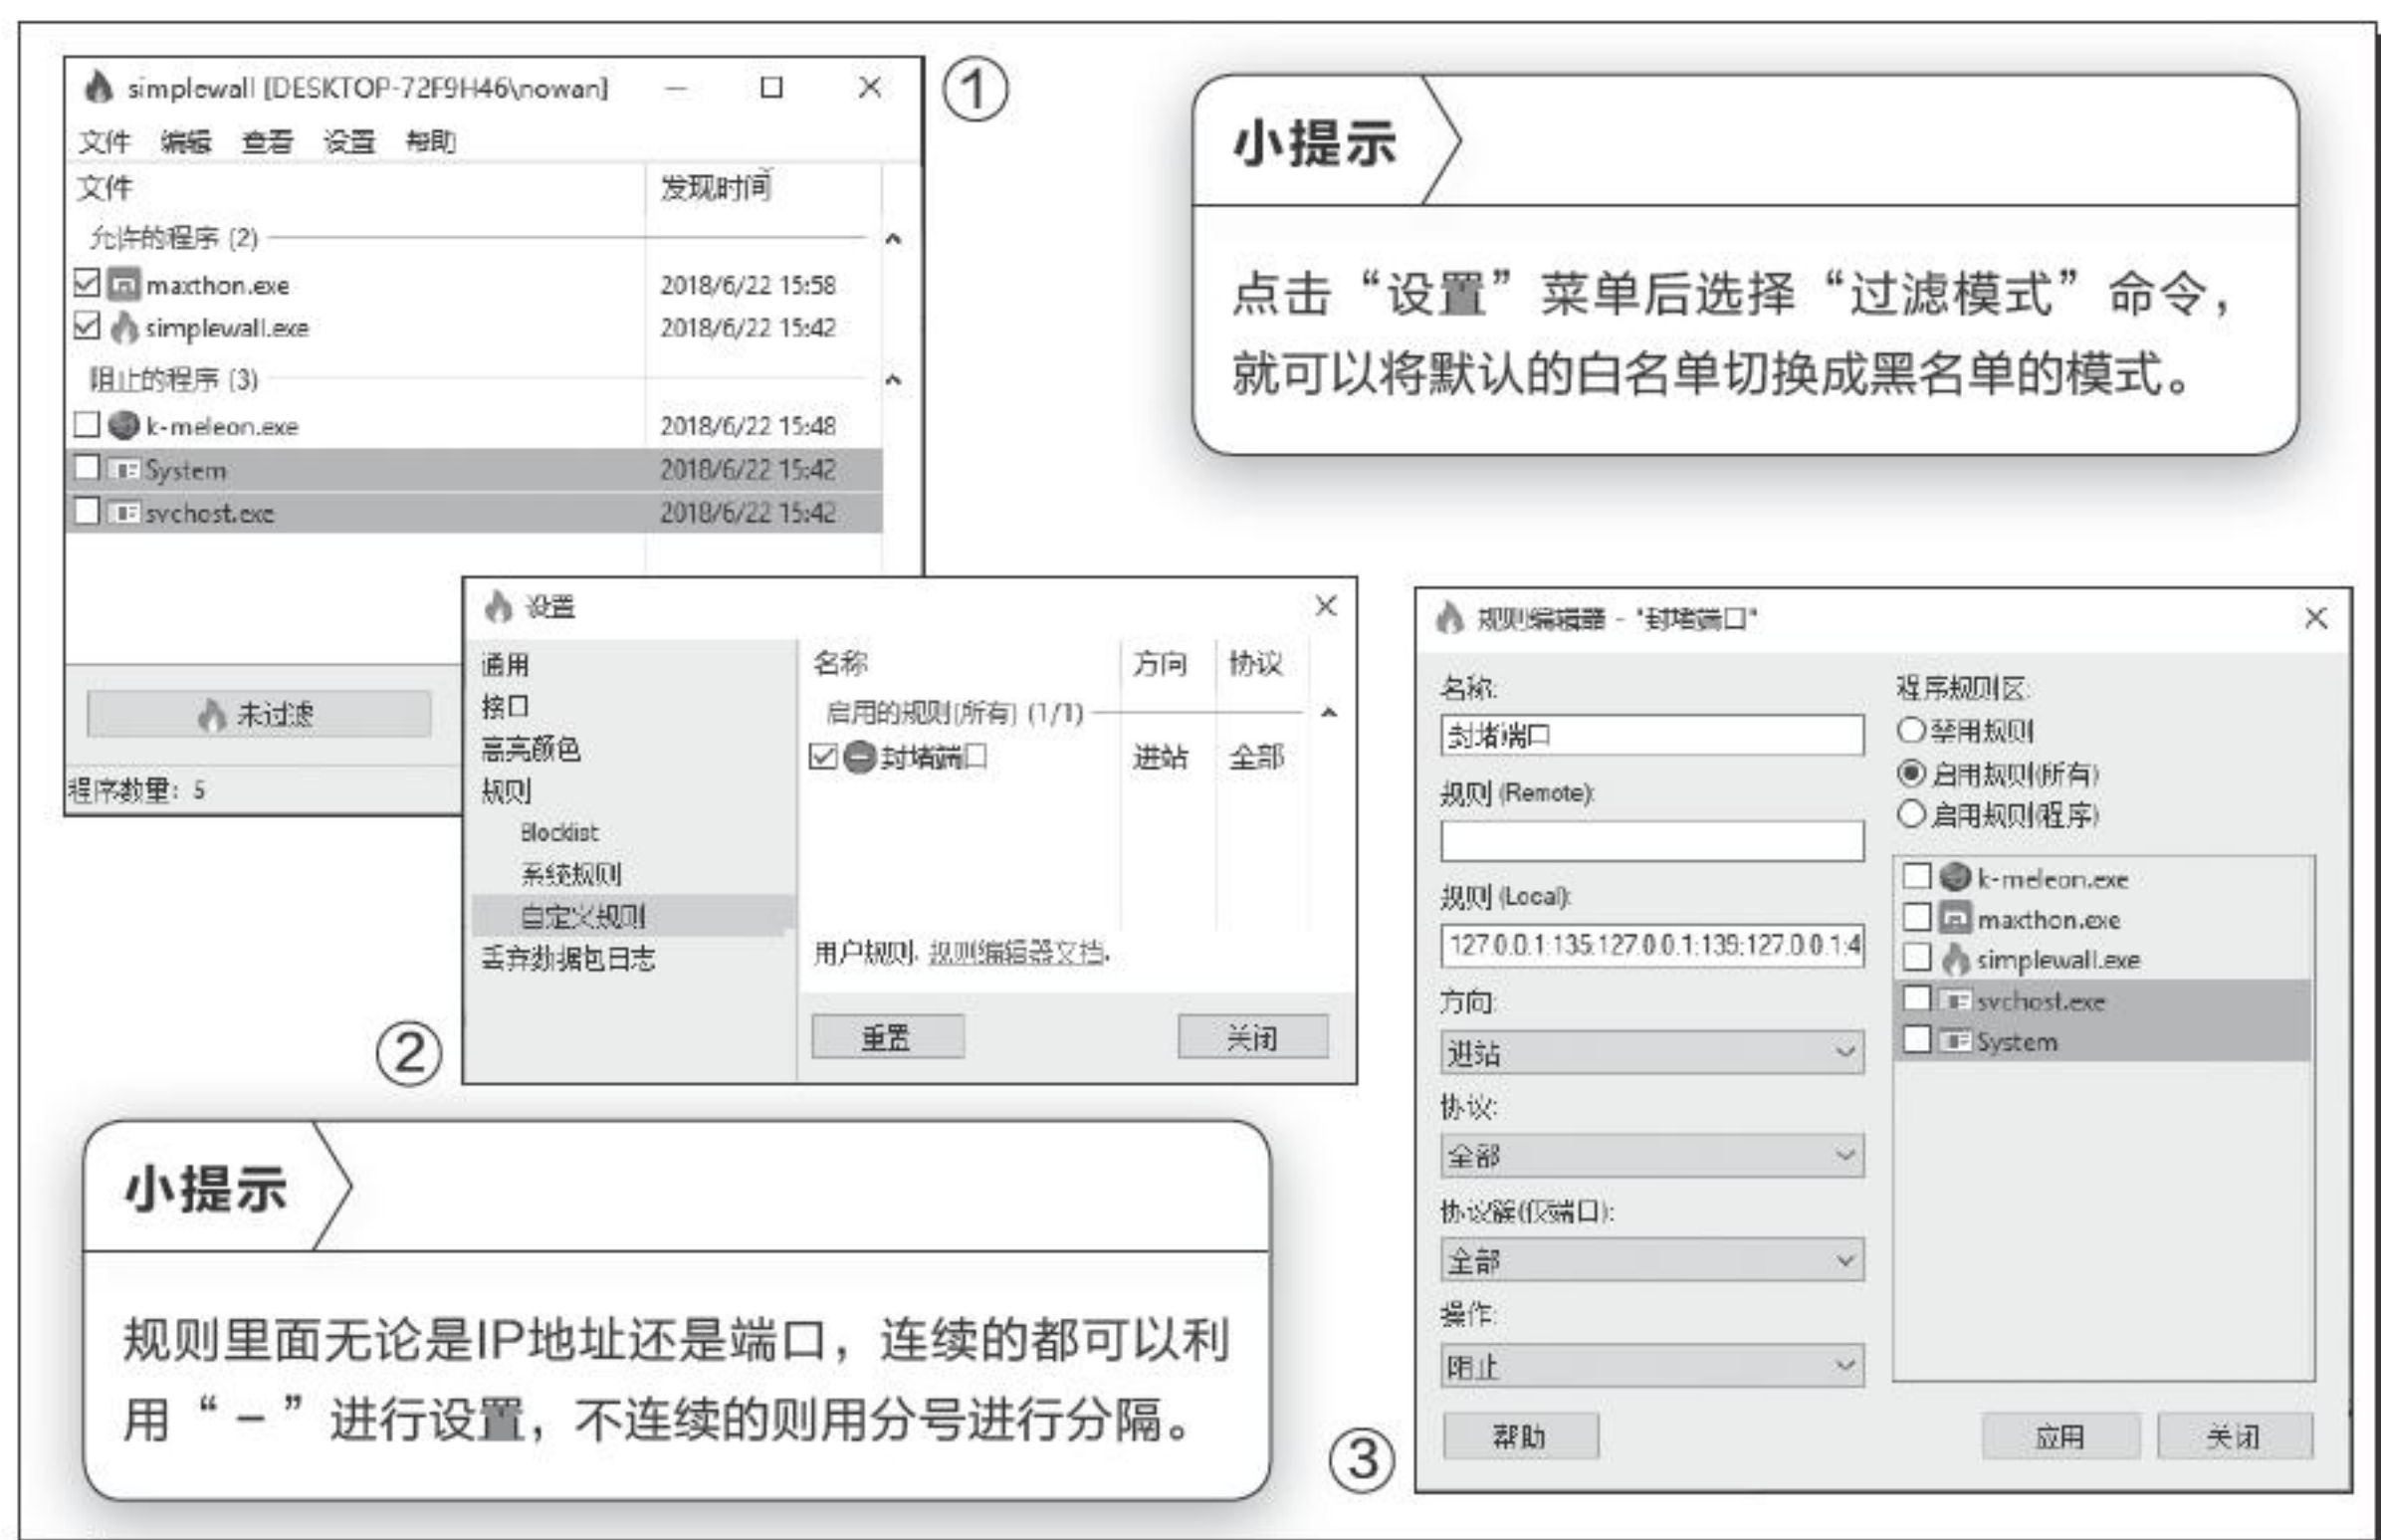 simplewall [DESKTOP-72F9H46\nowan]
①
文件 编辑 查看 设置 帮助
文件 发现时间
允许的程序 (2)
maxthon.exe 2018/6/22 15:58
simplewall.exe 2018/6/22 15:42
阻止的程序 (3)
k-meleon.exe 2018/6/22 15:48
System 2018/6/22 15:42
svchost.exe 2018/6/22 15:42
未过滤
程序数量: 5
小提示
点击“设置”菜单后选择“过滤模式”命令，
就可以将默认的白名单切换成黑名单的模式。
设置
通用
接口
高亮颜色
规则
Blocklist
系统规则
自定义规则
丢弃数据包日志
名称 方向 协议
启用的规则(所有) (1/1)
封堵端口 进站 全部
用户规则. 规则编辑器文档.
重置 关闭
②
规则编辑器 - "封堵端口"
名称:
封堵端口
规则 (Remote):
规则 (Local):
127.0.0.1:135;127.0.0.1:139;127.0.0.1:4
方向:
进站
协议:
全部
协议簇(仅端口):
全部
操作:
阻止
程序规则区:
禁用规则
启用规则(所有)
启用规则(程序)
k-meleon.exe
maxthon.exe
simplewall.exe
svchost.exe
System
帮助 应用 关闭
③
小提示
规则里面无论是IP地址还是端口，连续的都可以利
用“－”进行设置，不连续的则用分号进行分隔。